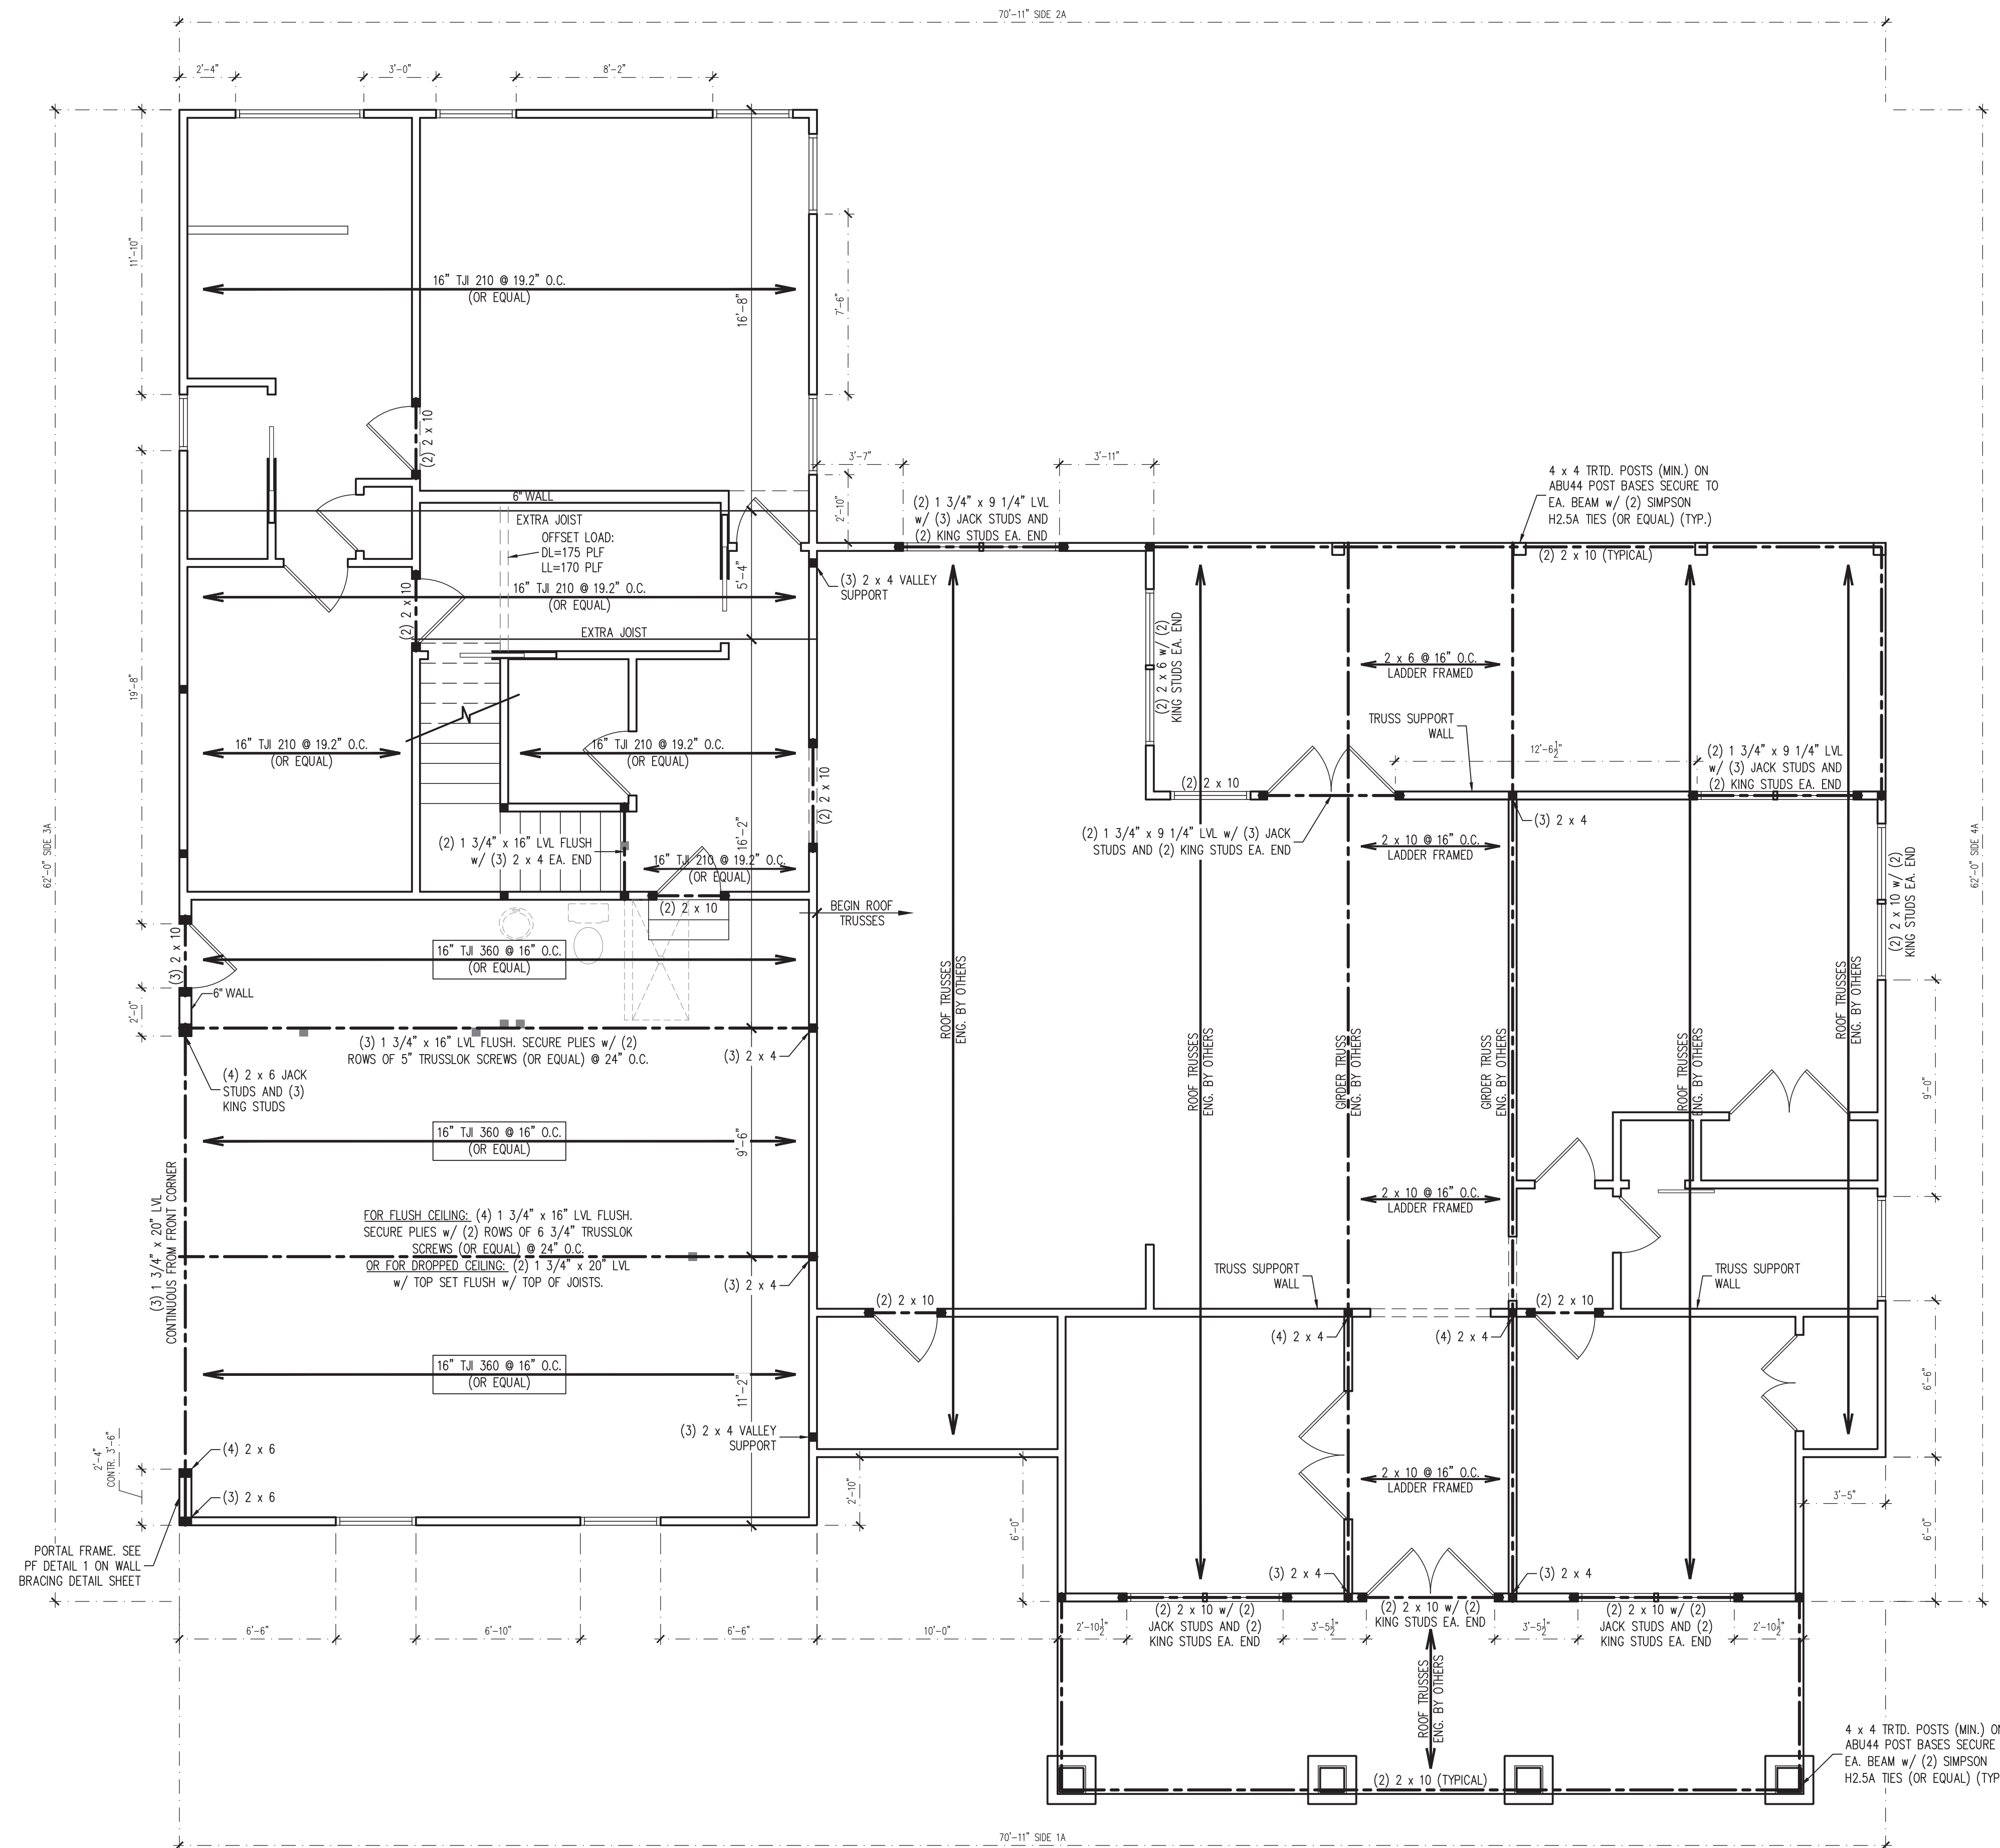 70'-11" SIDE 2A
2'-4"
3'-0"
8'-2"
11'-10"
16" TJI 210 @ 19.2" O.C.
(OR EQUAL)
16'-8"
7'-6"
(2) 2 x 10
3'-7"
3'-11"
2'-10"
6" WALL
EXTRA JOIST
OFFSET LOAD:
DL=175 PLF
LL=170 PLF
(2) 1 3/4" x 9 1/4" LVL
w/ (3) JACK STUDS AND
(2) KING STUDS EA. END
4 x 4 TRTD. POSTS (MIN.) ON
ABU44 POST BASES SECURE TO
EA. BEAM w/ (2) SIMPSON
H2.5A TIES (OR EQUAL) (TYP.)
(2) 2 x 10 (TYPICAL)
5'-4"
(3) 2 x 4 VALLEY
SUPPORT
16" TJI 210 @ 19.2" O.C.
(OR EQUAL)
(2) 2 x 10
EXTRA JOIST
(2) 2 x 6 w/ (2)
KING STUDS EA. END
2 x 6 @ 16" O.C.
LADDER FRAMED
19'-8"
TRUSS SUPPORT
WALL
12'-6½"
16" TJI 210 @ 19.2" O.C.
(OR EQUAL)
16" TJI 210 @ 19.2" O.C.
(OR EQUAL)
(2) 2 x 10
(2) 2 x 10
(2) 1 3/4" x 9 1/4" LVL
w/ (3) JACK STUDS AND
(2) KING STUDS EA. END
(3) 2 x 4
(2) 1 3/4" x 9 1/4" LVL w/ (3) JACK
STUDS AND (2) KING STUDS EA. END
2 x 10 @ 16" O.C.
LADDER FRAMED
16'-2"
(2) 1 3/4" x 16" LVL FLUSH
w/ (3) 2 x 4 EA. END
16" TJI 210 @ 19.2" O.C.
(OR EQUAL)
(2) 2 x 10
62'-0" SIDE 3A
62'-0" SIDE 4A
(2) 2 x 10 w/ (2)
KING STUDS EA. END
BEGIN ROOF
TRUSSES
(3) 2 x 10
16" TJI 360 @ 16" O.C.
(OR EQUAL)
6" WALL
2'-0"
ROOF TRUSSES
ENG. BY OTHERS
ROOF TRUSSES
ENG. BY OTHERS
GIRDER TRUSS
ENG. BY OTHERS
GIRDER TRUSS
ENG. BY OTHERS
ROOF TRUSSES
ENG. BY OTHERS
ROOF TRUSSES
ENG. BY OTHERS
(3) 1 3/4" x 16" LVL FLUSH. SECURE PLIES w/ (2)
ROWS OF 5" TRUSSLOK SCREWS (OR EQUAL) @ 24" O.C.
(3) 2 x 4
(4) 2 x 6 JACK
STUDS AND (3)
KING STUDS
16" TJI 360 @ 16" O.C.
(OR EQUAL)
9'-6"
9'-0"
(3) 1 3/4" x 20" LVL
CONTINUOUS FROM FRONT CORNER
FOR FLUSH CEILING: (4) 1 3/4" x 16" LVL FLUSH.
SECURE PLIES w/ (2) ROWS OF 6 3/4" TRUSSLOK
SCREWS (OR EQUAL) @ 24" O.C.
OR FOR DROPPED CEILING: (2) 1 3/4" x 20" LVL
w/ TOP SET FLUSH w/ TOP OF JOISTS.
(3) 2 x 4
2 x 10 @ 16" O.C.
LADDER FRAMED
TRUSS SUPPORT
WALL
TRUSS SUPPORT
WALL
(2) 2 x 10
(2) 2 x 10
(4) 2 x 4
(4) 2 x 4
16" TJI 360 @ 16" O.C.
(OR EQUAL)
11'-2"
6'-6"
(3) 2 x 4 VALLEY
SUPPORT
2'-4"
CONTR. 3'-6"
(4) 2 x 6
(3) 2 x 6
2 x 10 @ 16" O.C.
LADDER FRAMED
2'-10"
6'-0"
3'-5"
6'-0"
PORTAL FRAME. SEE
PF DETAIL 1 ON WALL
BRACING DETAIL SHEET
(3) 2 x 4
(3) 2 x 4
6'-6"
6'-10"
6'-6"
10'-0"
2'-10½"
(2) 2 x 10 w/ (2)
JACK STUDS AND (2)
KING STUDS EA. END
3'-5½"
(2) 2 x 10 w/ (2)
KING STUDS EA. END
3'-5½"
(2) 2 x 10 w/ (2)
JACK STUDS AND (2)
KING STUDS EA. END
2'-10½"
ROOF TRUSSES
ENG. BY OTHERS
(2) 2 x 10 (TYPICAL)
4 x 4 TRTD. POSTS (MIN.) O
ABU44 POST BASES SECURE
EA. BEAM w/ (2) SIMPSON
H2.5A TIES (OR EQUAL) (TYP
70'-11" SIDE 1A